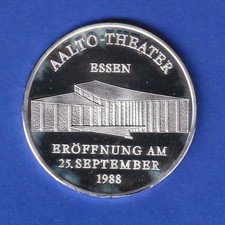 AALTO-THEATER
ESSEN
ERÖFFNUNG AM
25. SEPTEMBER
1988